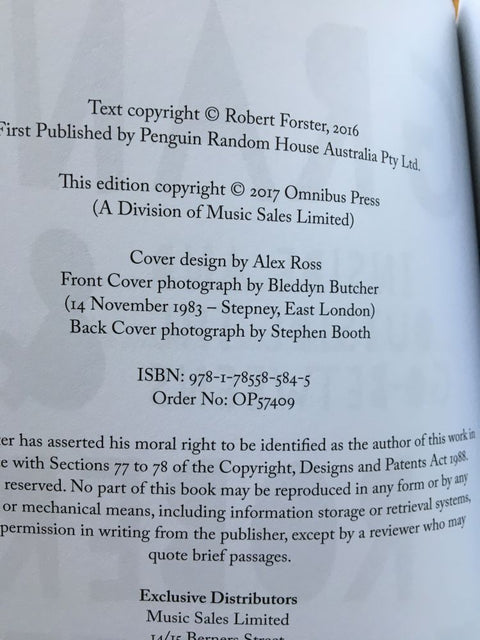 Text copyright © Robert Forster, 2016
First Published by Penguin Random House Australia Pty Ltd.
This edition copyright © 2017 Omnibus Press
(A Division of Music Sales Limited)
Cover design by Alex Ross
Front Cover photograph by Bleddyn Butcher
(14 November 1983 – Stepney, East London)
Back Cover photograph by Stephen Booth
ISBN: 978-1-78558-584-5
Order No: OP57409
has asserted his moral right to be identified as the author of this work in
with Sections 77 to 78 of the Copyright, Designs and Patents Act 1988.
reserved. No part of this book may be reproduced in any form or by any
or mechanical means, including information storage or retrieval systems,
permission in writing from the publisher, except by a reviewer who may
quote brief passages.
Exclusive Distributors
Music Sales Limited
14/15 Berners Street